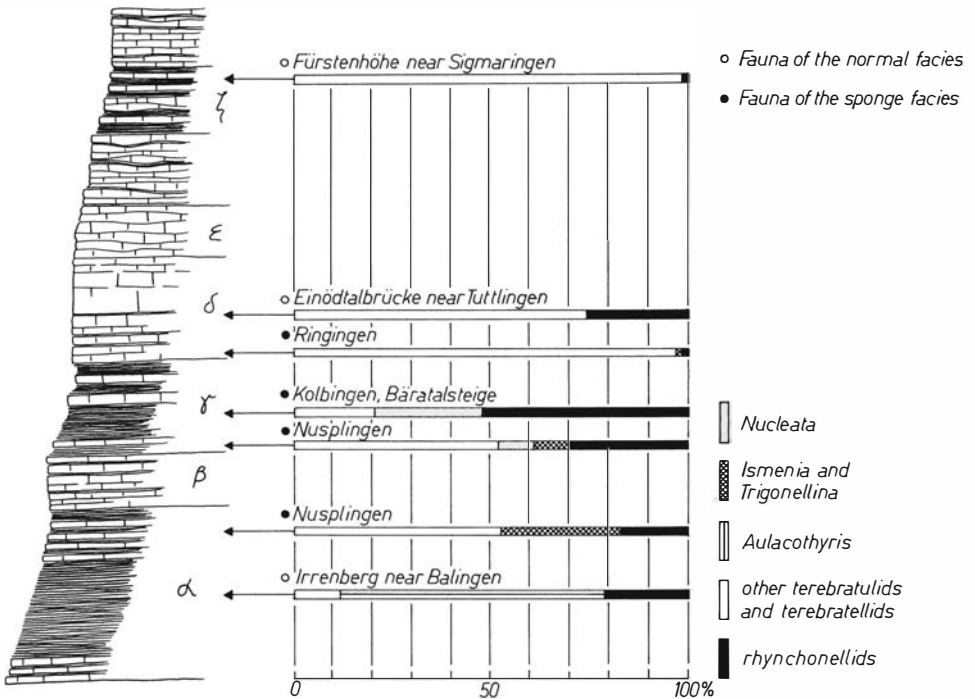 Fürstenhöhe near Sigmaringen
Fauna of the normal facies
Fauna of the sponge facies
ζ
ε
δ
Einödtalbrücke near Tuttlingen
Ringingen
γ
Kolbingen, Bäratalsteige
Nusplingen
β
Nusplingen
α
Irrenberg near Balingen
0 50 100%
Nucleata
Ismenia and
Trigonellina
Aulacothyris
other terebratulids
and terebratellids
rhynchonellids